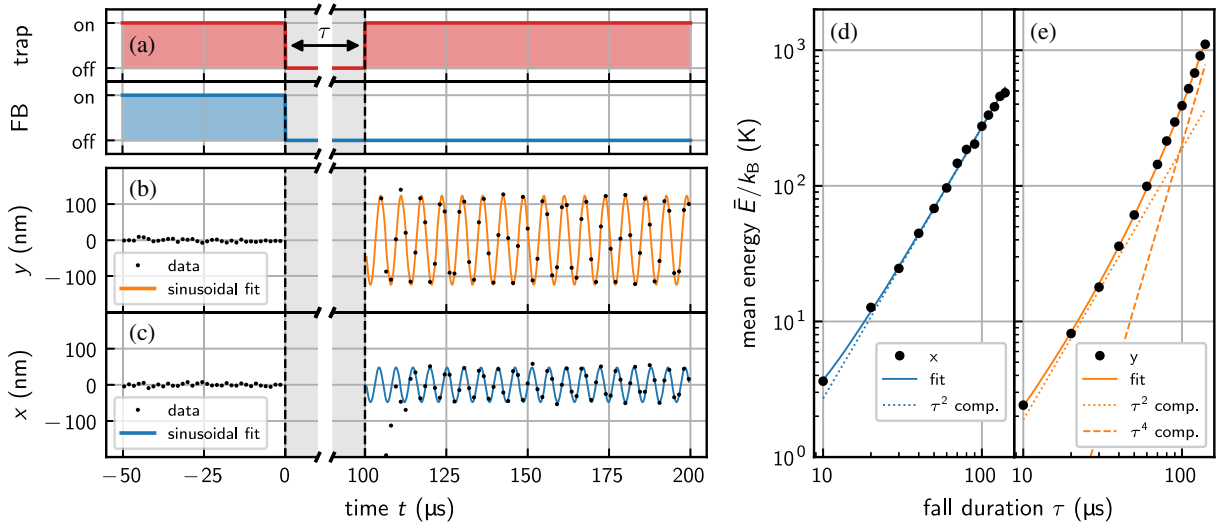 trap
on
off
(a)
τ
FB
on
off
y (nm)
100
0
−100
(b)
data
sinusoidal fit
x (nm)
100
0
−100
(c)
data
sinusoidal fit
−50 −25 0 100 125 150 175 200
time t (μs)
mean energy Ē/k_B (K)
10³
10²
10¹
10⁰
(d)
x
fit
τ² comp.
(e)
y
fit
τ² comp.
τ⁴ comp.
10 100 10 100
fall duration τ (μs)